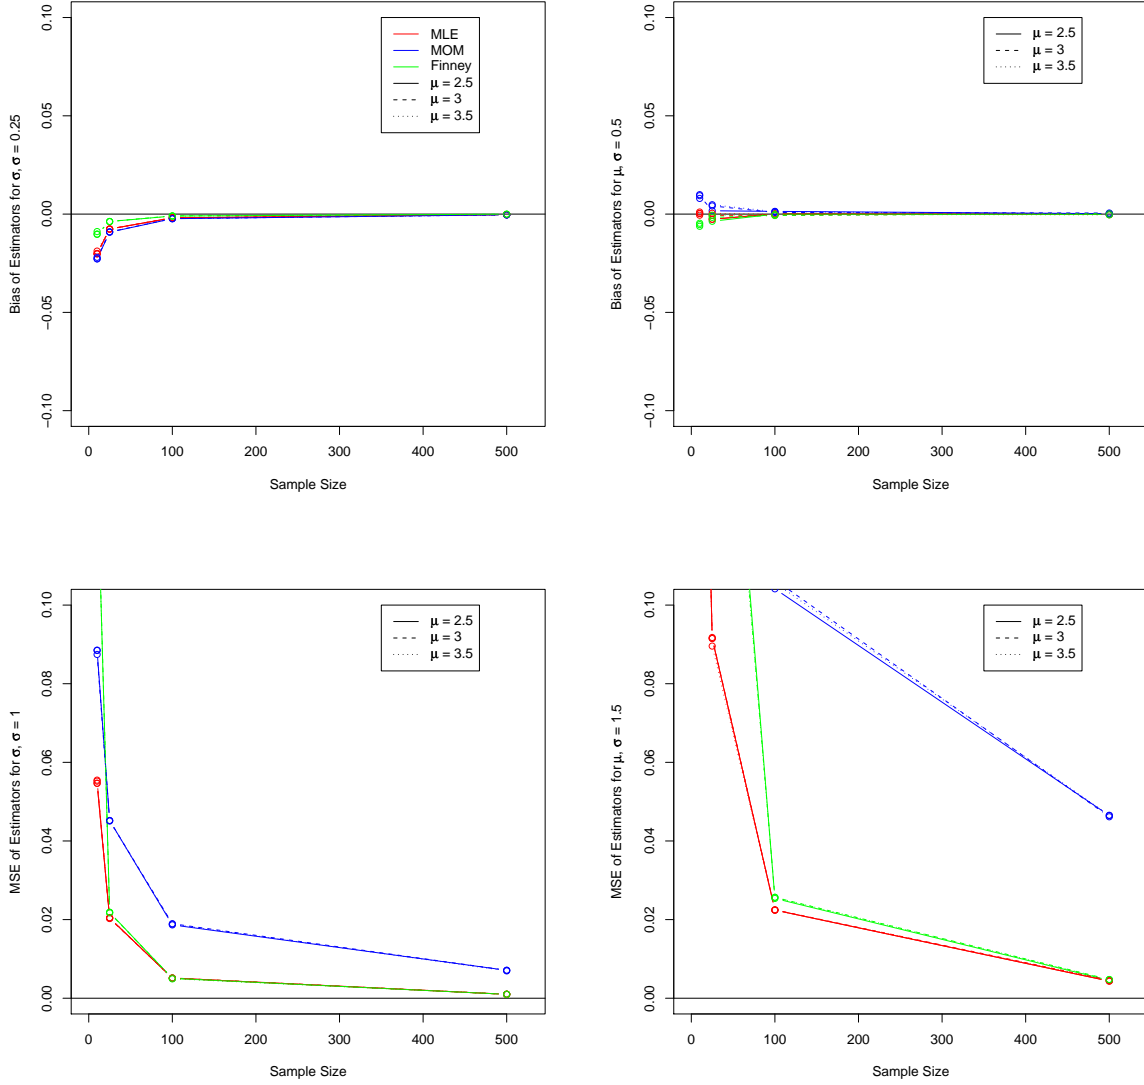 Bias of Estimators for σ, σ = 0.25
0.10
0.05
0.00
−0.05
−0.10
0
100
200
300
400
500
Sample Size
MLE
MOM
Finney
μ = 2.5
μ = 3
μ = 3.5
Bias of Estimators for μ, σ = 0.5
0.10
0.05
0.00
−0.05
−0.10
0
100
200
300
400
500
Sample Size
μ = 2.5
μ = 3
μ = 3.5
MSE of Estimators for σ, σ = 1
0.10
0.08
0.06
0.04
0.02
0.00
0
100
200
300
400
500
Sample Size
μ = 2.5
μ = 3
μ = 3.5
MSE of Estimators for μ, σ = 1.5
0.10
0.08
0.06
0.04
0.02
0.00
0
100
200
300
400
500
Sample Size
μ = 2.5
μ = 3
μ = 3.5